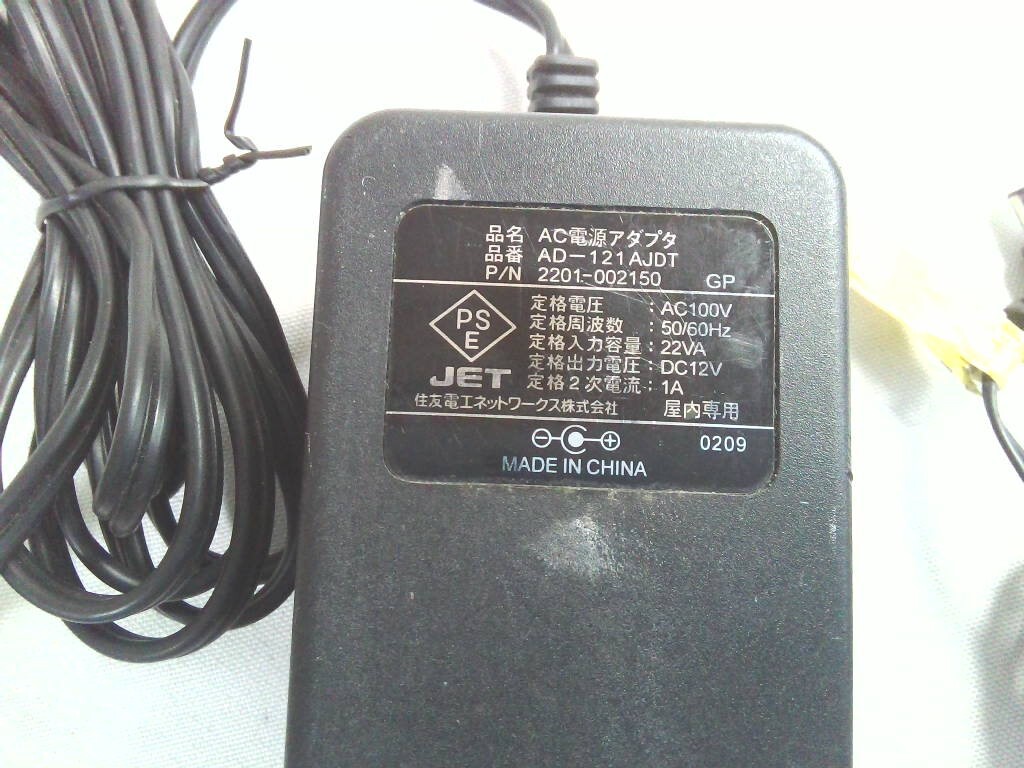 品名 AC電源アダプタ
品番 AD-121AJDT
P/N 2201-002150 GP
PS
E
JET
定格電圧 : AC100V
定格周波数 : 50/60Hz
定格入力容量 : 22VA
定格出力電圧 : DC12V
定格2次電流 : 1A
住友電工ネットワークス株式会社 屋内専用
0209
MADE IN CHINA